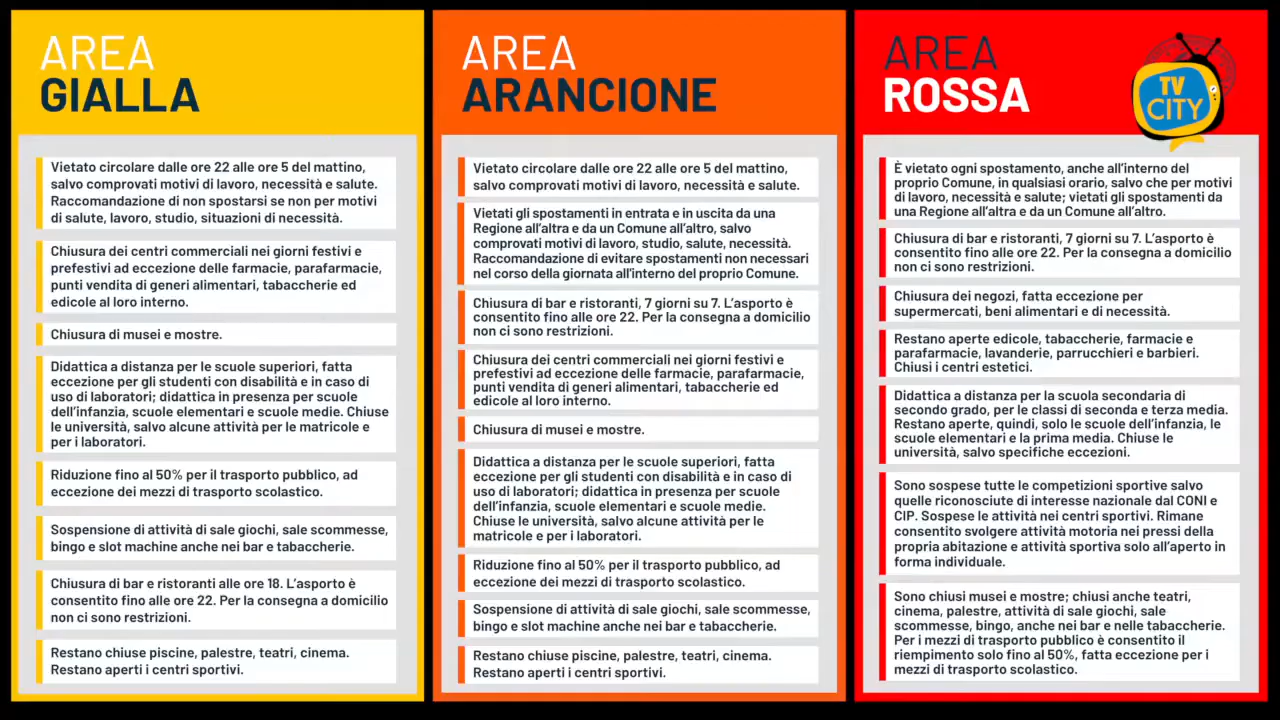 AREA
GIALLA
Vietato circolare dalle ore 22 alle ore 5 del mattino,
salvo comprovati motivi di lavoro, necessità e salute.
Raccomandazione di non spostarsi se non per motivi
di salute, lavoro, studio, situazioni di necessità.
Chiusura dei centri commerciali nei giorni festivi e
prefestivi ad eccezione delle farmacie, parafarmacie,
punti vendita di generi alimentari, tabaccherie ed
edicole al loro interno.
Chiusura di musei e mostre.
Didattica a distanza per le scuole superiori, fatta
eccezione per gli studenti con disabilità e in caso di
uso di laboratori; didattica in presenza per scuole
dell'infanzia, scuole elementari e scuole medie. Chiuse
le università, salvo alcune attività per le matricole e
per i laboratori.
Riduzione fino al 50% per il trasporto pubblico, ad
eccezione dei mezzi di trasporto scolastico.
Sospensione di attività di sale giochi, sale scommesse,
bingo e slot machine anche nei bar e tabaccherie.
Chiusura di bar e ristoranti alle ore 18. L'asporto è
consentito fino alle ore 22. Per la consegna a domicilio
non ci sono restrizioni.
Restano chiuse piscine, palestre, teatri, cinema.
Restano aperti i centri sportivi.
AREA
ARANCIONE
Vietato circolare dalle ore 22 alle ore 5 del mattino,
salvo comprovati motivi di lavoro, necessità e salute.
Vietati gli spostamenti in entrata e in uscita da una
Regione all'altra e da un Comune all'altro, salvo
comprovati motivi di lavoro, studio, salute, necessità.
Raccomandazione di evitare spostamenti non necessari
nel corso della giornata all'interno del proprio Comune.
Chiusura di bar e ristoranti, 7 giorni su 7. L'asporto è
consentito fino alle ore 22. Per la consegna a domicilio
non ci sono restrizioni.
Chiusura dei centri commerciali nei giorni festivi e
prefestivi ad eccezione delle farmacie, parafarmacie,
punti vendita di generi alimentari, tabaccherie ed
edicole al loro interno.
Chiusura di musei e mostre.
Didattica a distanza per le scuole superiori, fatta
eccezione per gli studenti con disabilità e in caso di
uso di laboratori; didattica in presenza per scuole
dell'infanzia, scuole elementari e scuole medie.
Chiuse le università, salvo alcune attività per le
matricole e per i laboratori.
Riduzione fino al 50% per il trasporto pubblico, ad
eccezione dei mezzi di trasporto scolastico.
Sospensione di attività di sale giochi, sale scommesse,
bingo e slot machine anche nei bar e tabaccherie.
Restano chiuse piscine, palestre, teatri, cinema.
Restano aperti i centri sportivi.
AREA
ROSSA
TV
CITY
È vietato ogni spostamento, anche all'interno del
proprio Comune, in qualsiasi orario, salvo che per motivi
di lavoro, necessità e salute; vietati gli spostamenti da
una Regione all'altra e da un Comune all'altro.
Chiusura di bar e ristoranti, 7 giorni su 7. L'asporto è
consentito fino alle ore 22. Per la consegna a domicilio
non ci sono restrizioni.
Chiusura dei negozi, fatta eccezione per
supermercati, beni alimentari e di necessità.
Restano aperte edicole, tabaccherie, farmacie e
parafarmacie, lavanderie, parrucchieri e barbieri.
Chiusi i centri estetici.
Didattica a distanza per la scuola secondaria di
secondo grado, per le classi di seconda e terza media.
Restano aperte, quindi, solo le scuole dell'infanzia, le
scuole elementari e la prima media. Chiuse le
università, salvo specifiche eccezioni.
Sono sospese tutte le competizioni sportive salvo
quelle riconosciute di interesse nazionale dal CONI e
CIP. Sospese le attività nei centri sportivi. Rimane
consentito svolgere attività motoria nei pressi della
propria abitazione e attività sportiva solo all'aperto in
forma individuale.
Sono chiusi musei e mostre; chiusi anche teatri,
cinema, palestre, attività di sale giochi, sale
scommesse, bingo, anche nei bar e nelle tabaccherie.
Per i mezzi di trasporto pubblico è consentito il
riempimento solo fino al 50%, fatta eccezione per i
mezzi di trasporto scolastico.